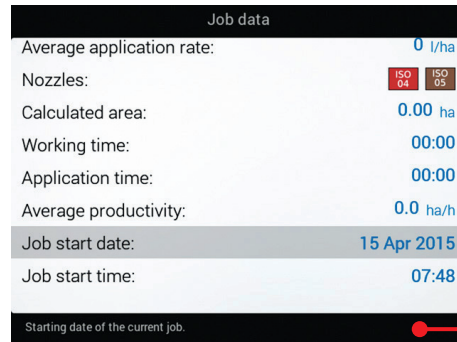 Job data
Average application rate: 0 l/ha
Nozzles: ISO 04 ISO 05
Calculated area: 0.00 ha
Working time: 00:00
Application time: 00:00
Average productivity: 0.0 ha/h
Job start date: 15 Apr 2015
Job start time: 07:48
Starting date of the current job.